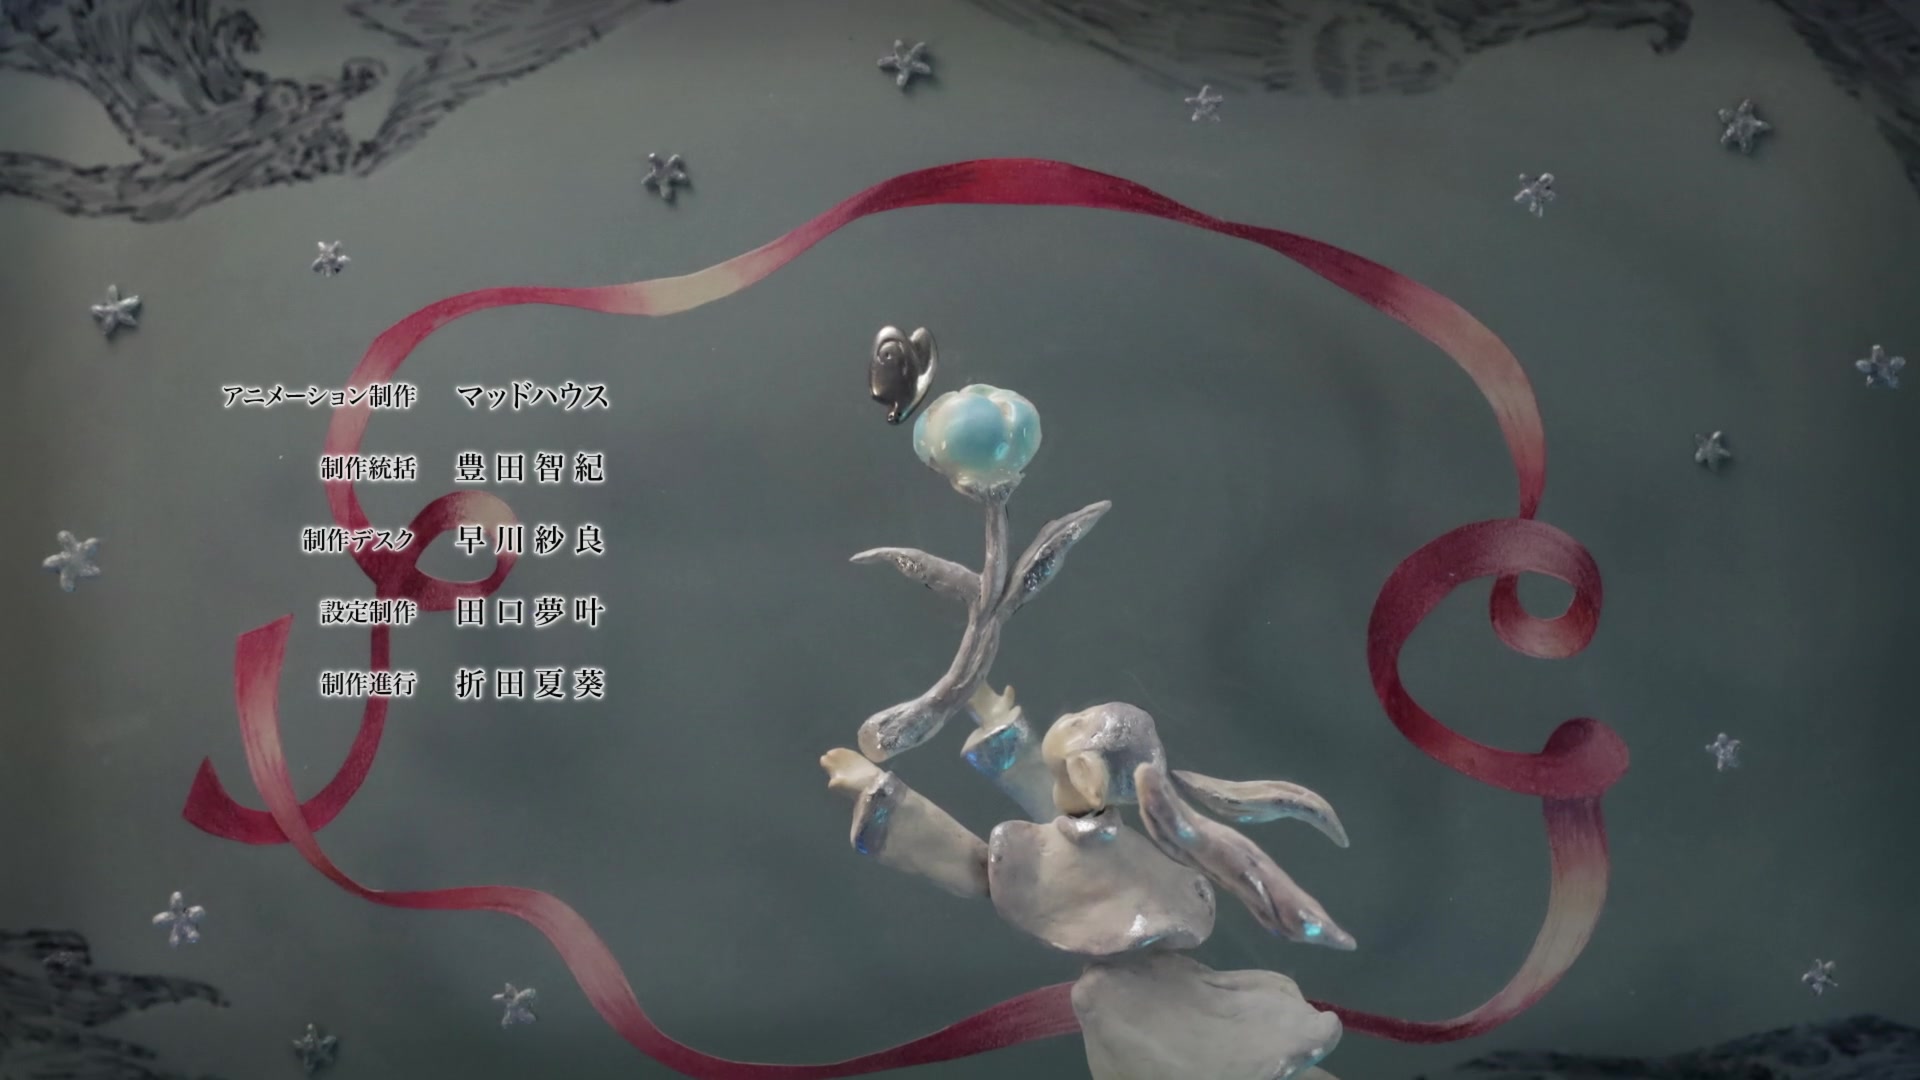 アニメーション制作 マッドハウス
制作統括 豊田智紀
制作デスク 早川紗良
設定制作 田口夢叶
制作進行 折田夏葵